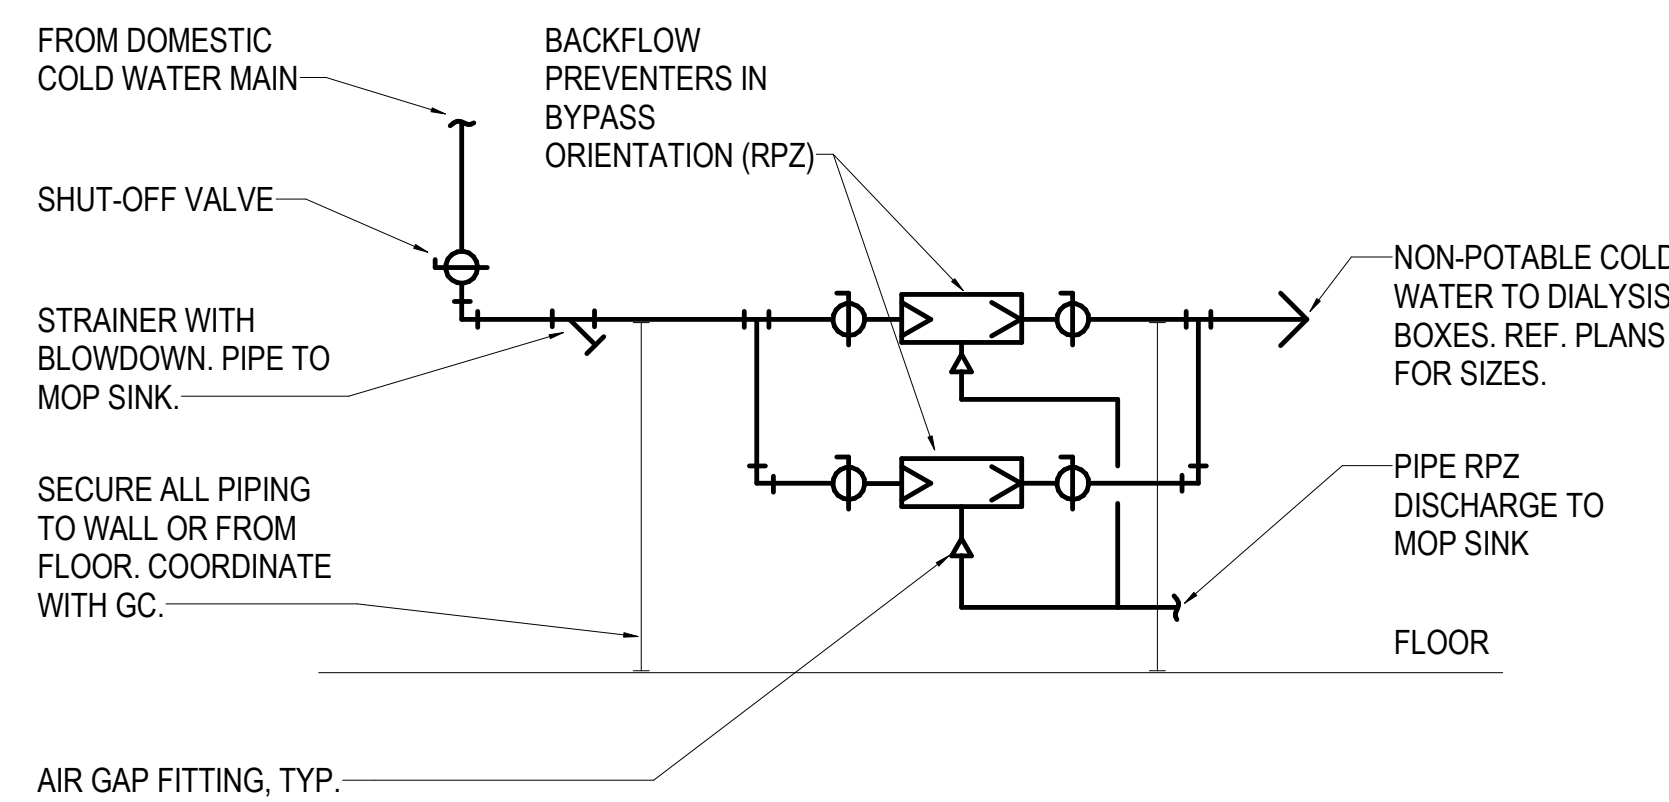 FROM DOMESTIC
COLD WATER MAIN
BACKFLOW
PREVENTERS IN
BYPASS
ORIENTATION (RPZ)
SHUT-OFF VALVE
STRAINER WITH
BLOWDOWN. PIPE TO
MOP SINK.
NON-POTABLE COLD
WATER TO DIALYSIS
BOXES. REF. PLANS
FOR SIZES.
SECURE ALL PIPING
TO WALL OR FROM
FLOOR. COORDINATE
WITH GC.
PIPE RPZ
DISCHARGE TO
MOP SINK
FLOOR
AIR GAP FITTING, TYP.